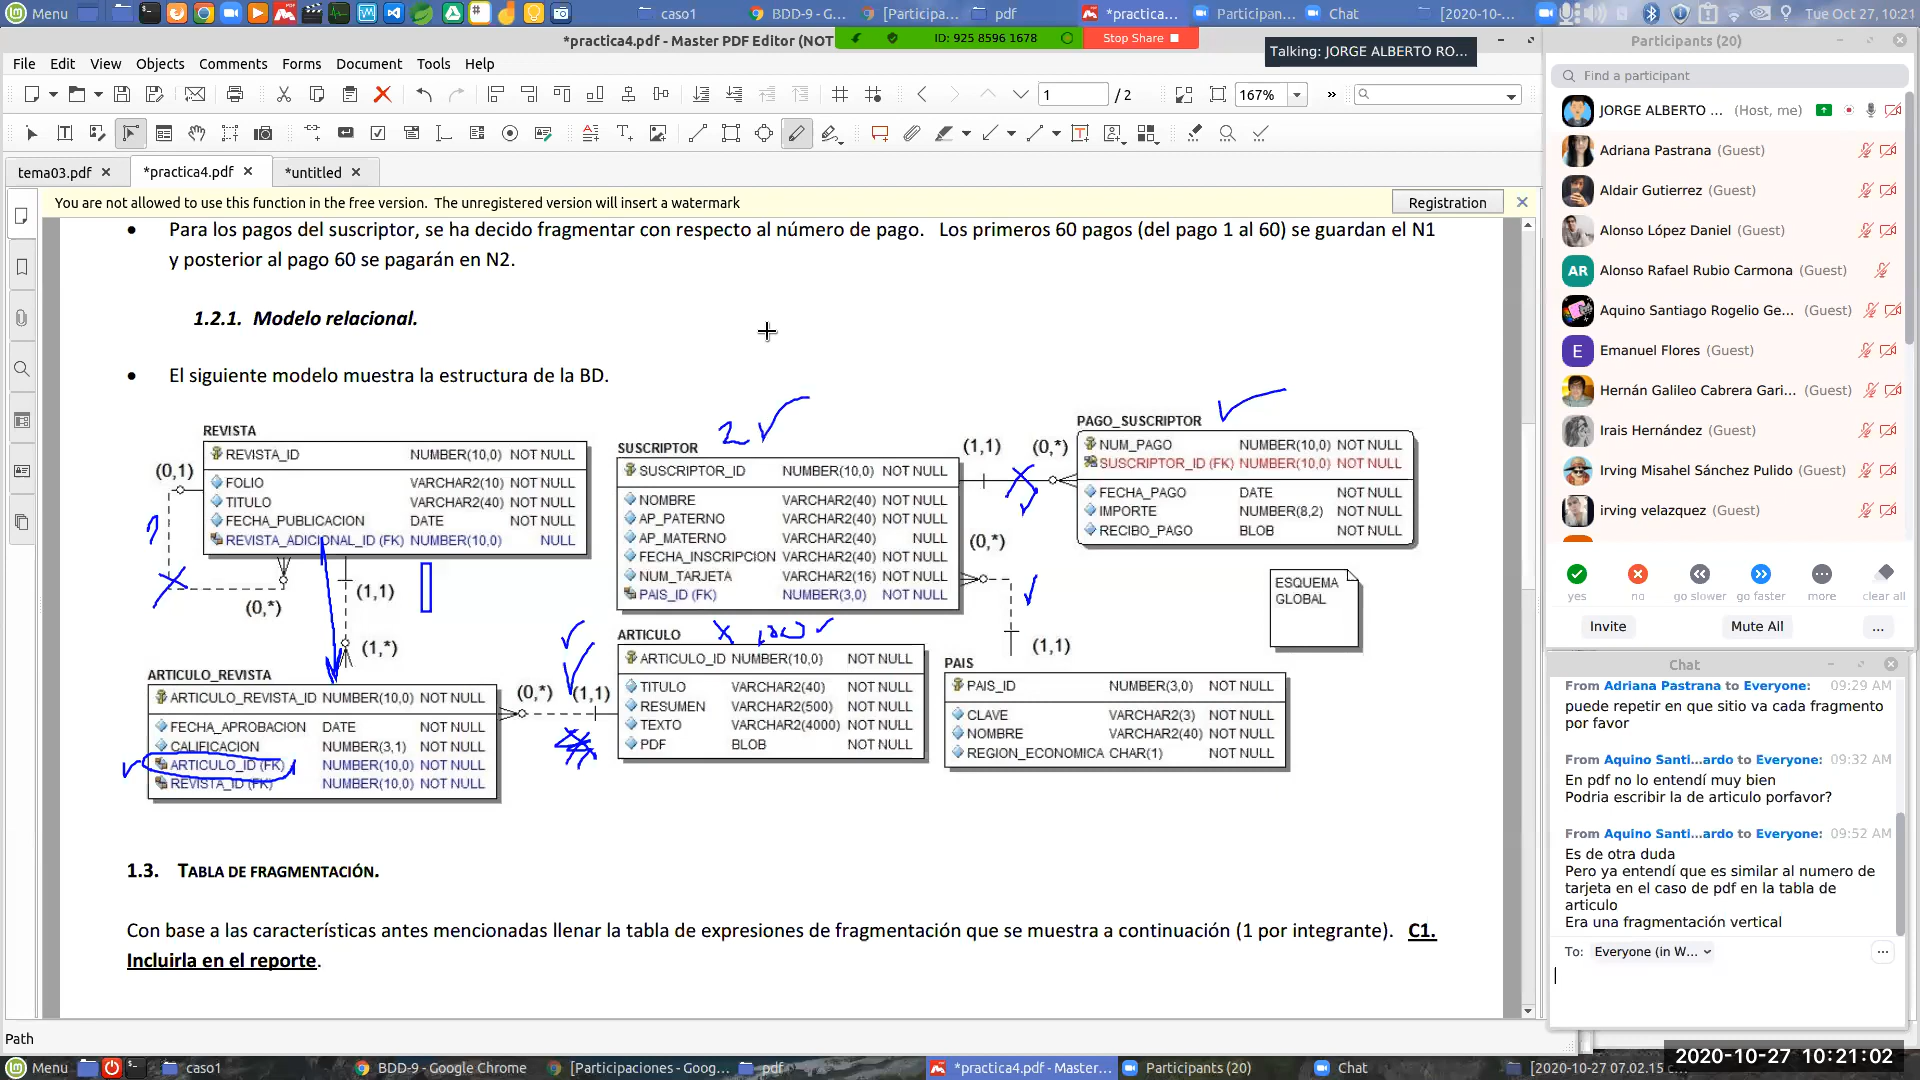 Menu
caso1
BDD-9 - G...
[Participa...
pdf
*practica...
Participan...
Chat
[2020-10-...
Tue Oct 27, 10:21
*practica4.pdf - Master PDF Editor (NOT
ID: 925 8596 1678
Stop Share
Talking: JORGE ALBERTO RO...
File Edit View Objects Comments Forms Document Tools Help
1 / 2
167%
tema03.pdf
*practica4.pdf
*untitled
You are not allowed to use this function in the free version. The unregistered version will insert a watermark
Registration
• Para los pagos del suscriptor, se ha decido fragmentar con respecto al número de pago. Los primeros 60 pagos (del pago 1 al 60) se guardan el N1
y posterior al pago 60 se pagarán en N2.
1.2.1. Modelo relacional.
• El siguiente modelo muestra la estructura de la BD.
REVISTA
REVISTA_ID NUMBER(10,0) NOT NULL
FOLIO VARCHAR2(10) NOT NULL
TITULO VARCHAR2(40) NOT NULL
FECHA_PUBLICACION DATE NOT NULL
REVISTA_ADICIONAL_ID (FK) NUMBER(10,0) NULL
(0,1)
(0,*)
(1,1)
(1,*)
2
SUSCRIPTOR
SUSCRIPTOR_ID NUMBER(10,0) NOT NULL
NOMBRE VARCHAR2(40) NOT NULL
AP_PATERNO VARCHAR2(40) NOT NULL
AP_MATERNO VARCHAR2(40) NULL
FECHA_INSCRIPCION VARCHAR2(40) NOT NULL
NUM_TARJETA VARCHAR2(16) NOT NULL
PAIS_ID (FK) NUMBER(3,0) NOT NULL
(1,1)
(0,*)
PAGO_SUSCRIPTOR
NUM_PAGO NUMBER(10,0) NOT NULL
SUSCRIPTOR_ID (FK) NUMBER(10,0) NOT NULL
FECHA_PAGO DATE NOT NULL
IMPORTE NUMBER(8,2) NOT NULL
RECIBO_PAGO BLOB NOT NULL
(0,*)
(1,1)
ESQUEMA
GLOBAL
ARTICULO_REVISTA
ARTICULO_REVISTA_ID NUMBER(10,0) NOT NULL
FECHA_APROBACION DATE NOT NULL
CALIFICACION NUMBER(3,1) NOT NULL
ARTICULO_ID (FK) NUMBER(10,0) NOT NULL
REVISTA_ID (FK) NUMBER(10,0) NOT NULL
(0,*)
(1,1)
ARTICULO
ARTICULO_ID NUMBER(10,0) NOT NULL
TITULO VARCHAR2(40) NOT NULL
RESUMEN VARCHAR2(500) NOT NULL
TEXTO VARCHAR2(4000) NOT NULL
PDF BLOB NOT NULL
PAIS
PAIS_ID NUMBER(3,0) NOT NULL
CLAVE VARCHAR2(3) NOT NULL
NOMBRE VARCHAR2(40) NOT NULL
REGION_ECONOMICA CHAR(1) NOT NULL
1.3. TABLA DE FRAGMENTACIÓN.
Con base a las características antes mencionadas llenar la tabla de expresiones de fragmentación que se muestra a continuación (1 por integrante). C1.
Incluirla en el reporte.
Path
Participants (20)
Find a participant
JORGE ALBERTO ... (Host, me)
Adriana Pastrana (Guest)
Aldair Gutierrez (Guest)
Alonso López Daniel (Guest)
AR Alonso Rafael Rubio Carmona (Guest)
Aquino Santiago Rogelio Ge... (Guest)
E Emanuel Flores (Guest)
Hernán Galileo Cabrera Gari... (Guest)
Irais Hernández (Guest)
Irving Misahel Sánchez Pulido (Guest)
irving velazquez (Guest)
yes no go slower go faster more clear all
Invite Mute All ...
Chat
From Adriana Pastrana to Everyone: 09:29 AM
puede repetir en que sitio va cada fragmento
por favor
From Aquino Santi...ardo to Everyone: 09:32 AM
En pdf no lo entendí muy bien
Podria escribir la de articulo porfavor?
From Aquino Santi...ardo to Everyone: 09:52 AM
Es de otra duda
Pero ya entendí que es similar al numero de
tarjeta en el caso de pdf en la tabla de
articulo
Era una fragmentación vertical
To: Everyone (in W...
Menu
caso1
BDD-9 - Google Chrome
[Participaciones - Goog...
pdf
*practica4.pdf - Master...
Participants (20)
Chat
[2020-10-27 07.02.15 c...
2020-10-27 10:21:02